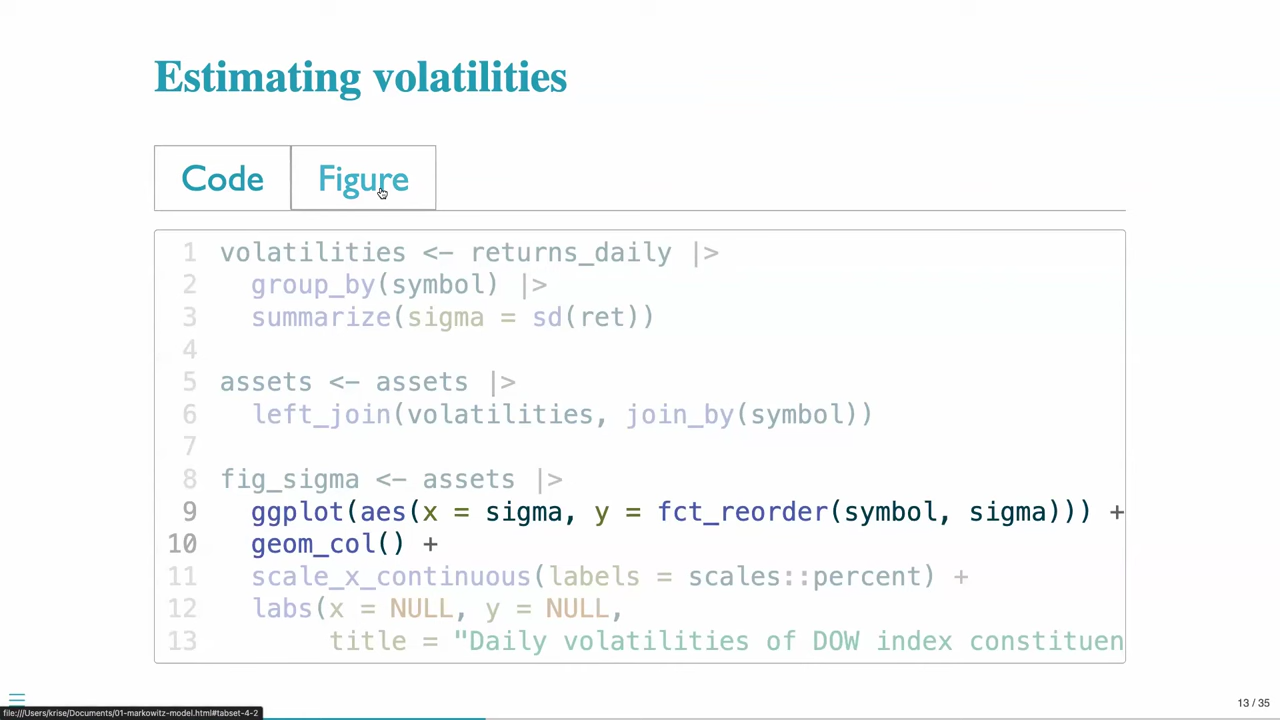 Estimating volatilities
Code
Figure
1 volatilities <- returns_daily |>
2   group_by(symbol) |>
3   summarize(sigma = sd(ret))
4
5 assets <- assets |>
6   left_join(volatilities, join_by(symbol))
7
8 fig_sigma <- assets |>
9   ggplot(aes(x = sigma, y = fct_reorder(symbol, sigma))) +
10   geom_col() +
11   scale_x_continuous(labels = scales::percent) +
12   labs(x = NULL, y = NULL,
13        title = "Daily volatilities of DOW index constituen
13 / 35
file:///Users/krise/Documents/01-markowitz-model.html#tabset-4-2